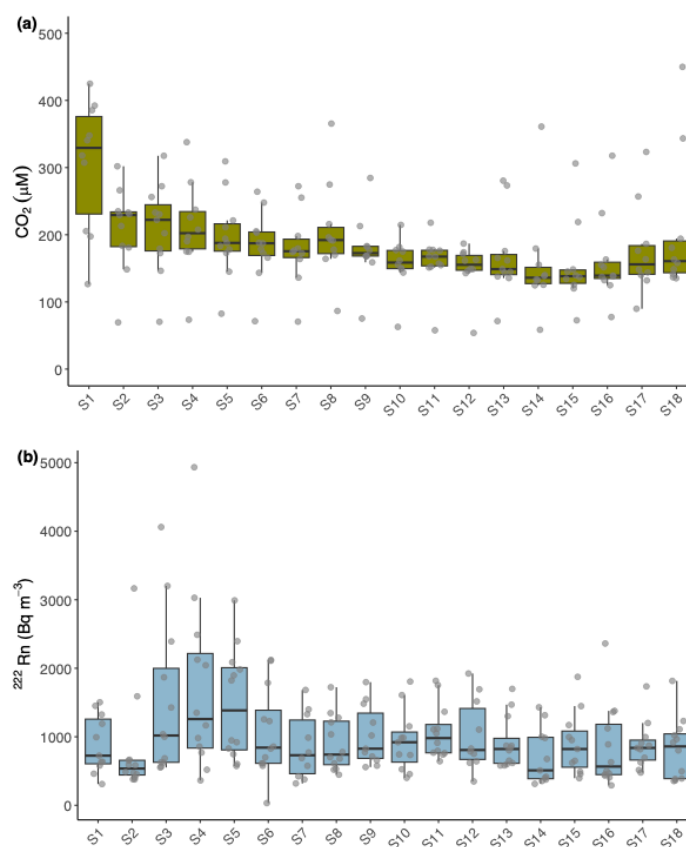 (a)
500
400
300
200
100
0
CO₂ (μM)
S1 S2 S3 S4 S5 S6 S7 S8 S9 S10 S11 S12 S13 S14 S15 S16 S17 S18
(b)
5000
4000
3000
2000
1000
0
²²² Rn (Bq m⁻³)
S1 S2 S3 S4 S5 S6 S7 S8 S9 S10 S11 S12 S13 S14 S15 S16 S17 S18